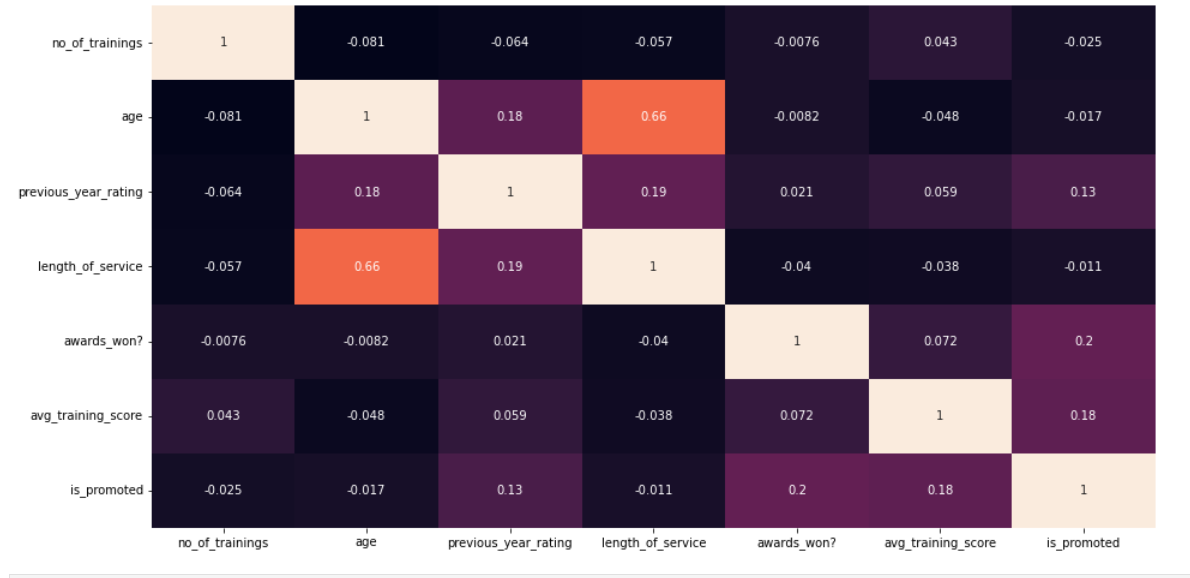 no_of_trainings 1 -0.081 -0.064 -0.057 -0.0076 0.043 -0.025
age -0.081 1 0.18 0.66 -0.0082 -0.048 -0.017
previous_year_rating -0.064 0.18 1 0.19 0.021 0.059 0.13
length_of_service -0.057 0.66 0.19 1 -0.04 -0.038 -0.011
awards_won? -0.0076 -0.0082 0.021 -0.04 1 0.072 0.2
avg_training_score 0.043 -0.048 0.059 -0.038 0.072 1 0.18
is_promoted -0.025 -0.017 0.13 -0.011 0.2 0.18 1
no_of_trainings age previous_year_rating length_of_service awards_won? avg_training_score is_promoted